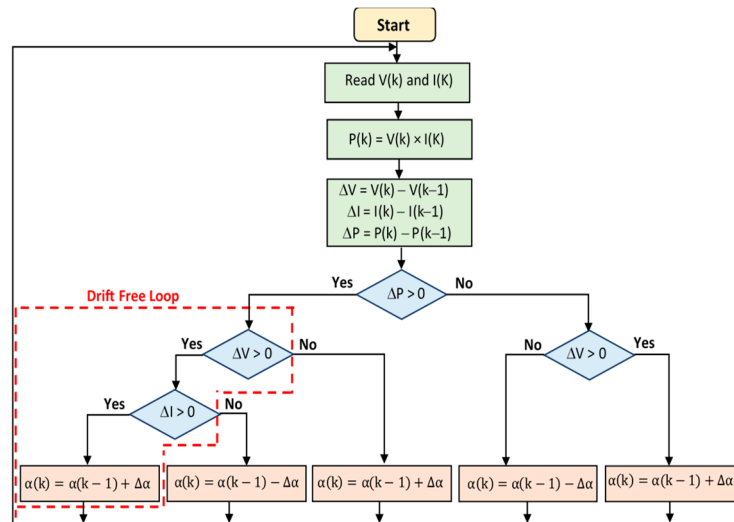 Start
Read V(k) and I(K)
P(k) = V(k) × I(K)
ΔV = V(k) − V(k−1)
ΔI = I(k) − I(k−1)
ΔP = P(k) − P(k−1)
Yes
ΔP > 0
No
Drift Free Loop
Yes
ΔV > 0
No
No
ΔV > 0
Yes
Yes
ΔI > 0
No
α(k) = α(k − 1) + Δα
α(k) = α(k − 1) − Δα
α(k) = α(k − 1) + Δα
α(k) = α(k − 1) − Δα
α(k) = α(k − 1) + Δα